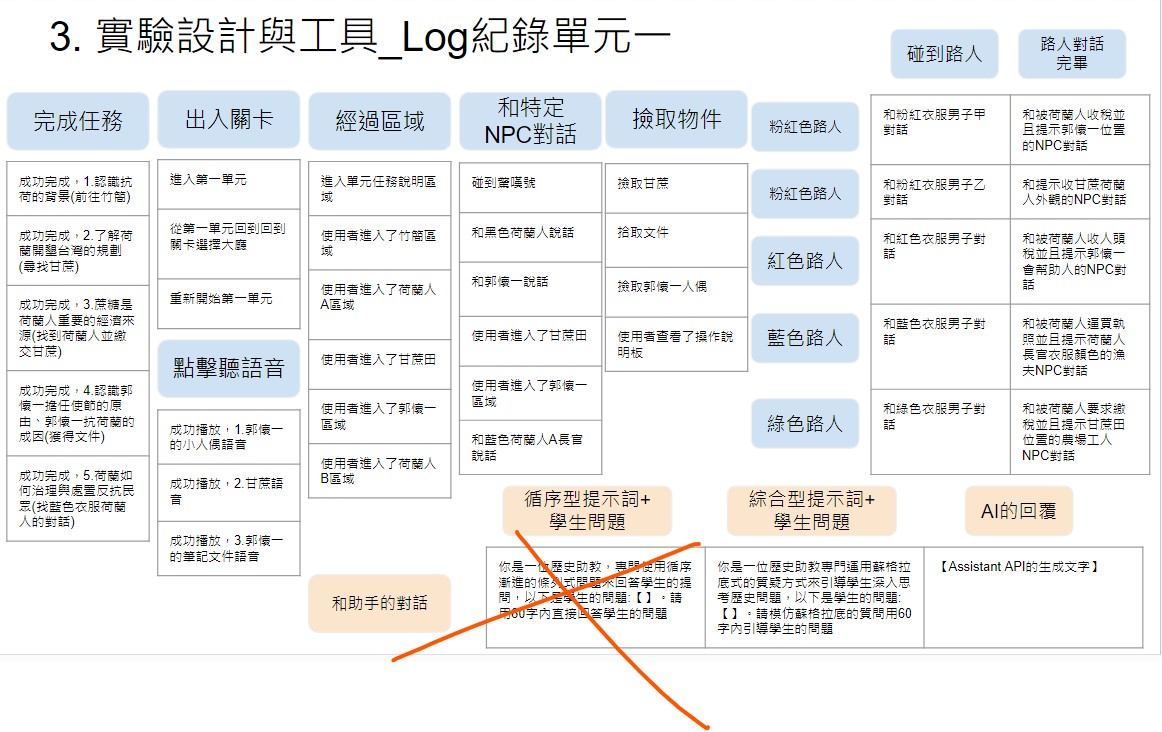 3. 實驗設計與工具_Log紀錄單元一
完成任務
成功完成，1.認識抗
荷的背景(前往竹簡)
成功完成，2.了解荷
蘭開墾台灣的規劃
(尋找甘蔗)
成功完成，3.蔗糖是
荷蘭人重要的經濟來
源(找到荷蘭人並繳
交甘蔗)
成功完成，4.認識郭
懷一擔任使節的原
由、郭懷一抗荷蘭的
成因(獲得文件)
成功完成，5.荷蘭如
何治理與處置反抗民
眾(找藍色衣服荷蘭
人的對話)
出入關卡
進入第一單元
從第一單元回到回到
關卡選擇大廳
重新開始第一單元
點擊聽語音
成功播放，1.郭懷一
的小人偶語音
成功播放，2.甘蔗語
音
成功播放，3.郭懷一
的筆記文件語音
經過區域
進入單元任務說明區
域
使用者進入了竹簡區
域
使用者進入了荷蘭人
A區域
使用者進入了甘蔗田
使用者進入了郭懷一
區域
使用者進入了荷蘭人
B區域
和特定
NPC對話
碰到驚嘆號
和黑色荷蘭人說話
和郭懷一說話
使用者進入了甘蔗田
使用者進入了郭懷一
區域
和藍色荷蘭人A長官
說話
撿取物件
撿取甘蔗
拾取文件
撿取郭懷一人偶
使用者查看了操作說
明板
粉紅色路人
粉紅色路人
紅色路人
藍色路人
綠色路人
碰到路人
和粉紅衣服男子甲
對話
和粉紅衣服男子乙
對話
和紅色衣服男子對
話
和藍色衣服男子對
話
和綠色衣服男子對
話
路人對話
完畢
和被荷蘭人收稅並
且提示郭懷一位置
的NPC對話
和提示收甘蔗荷蘭
人外觀的NPC對話
和被荷蘭人收人頭
稅並且提示郭懷一
會幫助人的NPC對
話
和被荷蘭人逼買執
照並且提示荷蘭人
長官衣服顏色的漁
夫NPC對話
和被荷蘭人要求繳
稅並且提示甘蔗田
位置的農場工人
NPC對話
和助手的對話
循序型提示詞+
學生問題
你是一位歷史助教，專門使用循序
漸進的條列式問題來回答學生的提
問，以下是學生的問題:【 】。請
用60字內直接回答學生的問題
綜合型提示詞+
學生問題
你是一位歷史助教專門運用蘇格拉
底式的質疑方式來引導學生深入思
考歷史問題，以下是學生的問題:
【 】。請模仿蘇格拉底的質問用60
字內引導學生的問題
AI的回覆
【Assistant API的生成文字】